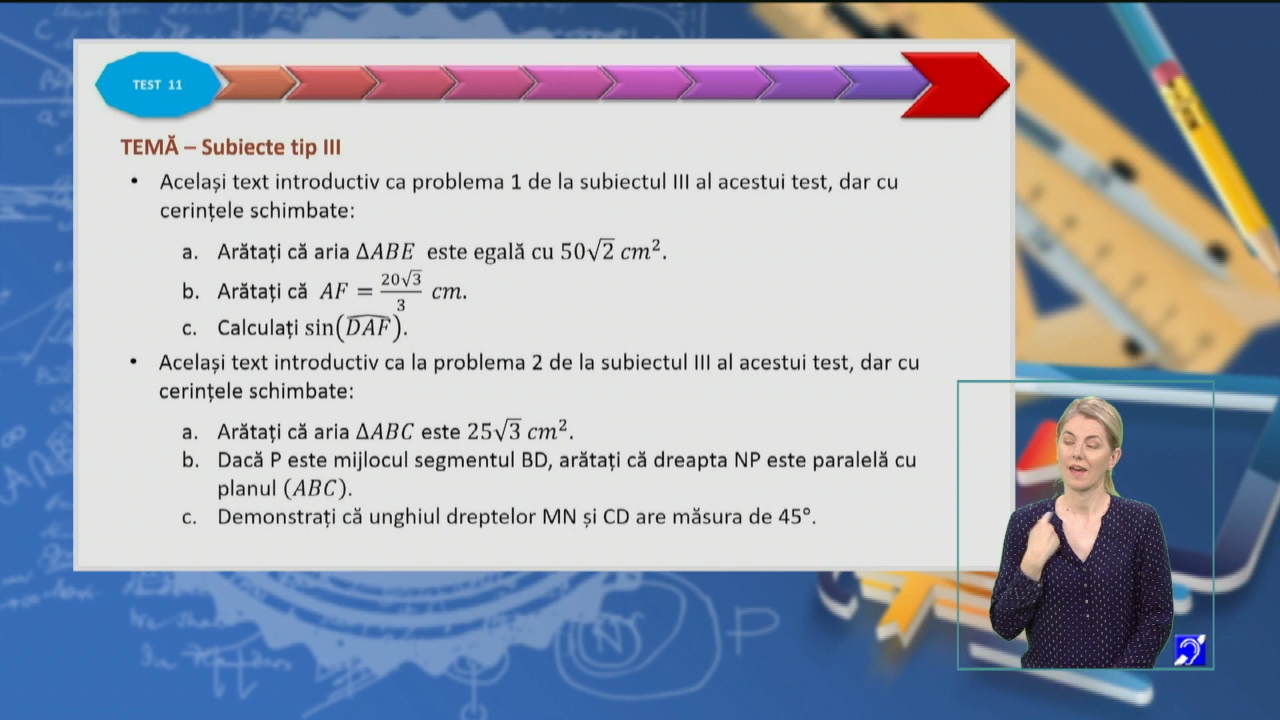 TEST 11
TEMĂ – Subiecte tip III
• Același text introductiv ca problema 1 de la subiectul III al acestui test, dar cu
cerințele schimbate:
a. Arătați că aria ΔABE este egală cu 50√2 cm².
b. Arătați că AF = 20√3/3 cm.
c. Calculați sin(DAF).
• Același text introductiv ca la problema 2 de la subiectul III al acestui test, dar cu
cerințele schimbate:
a. Arătați că aria ΔABC este 25√3 cm².
b. Dacă P este mijlocul segmentului BD, arătați că dreapta NP este paralelă cu
planul (ABC).
c. Demonstrați că unghiul dreptelor MN și CD are măsura de 45°.
N
P